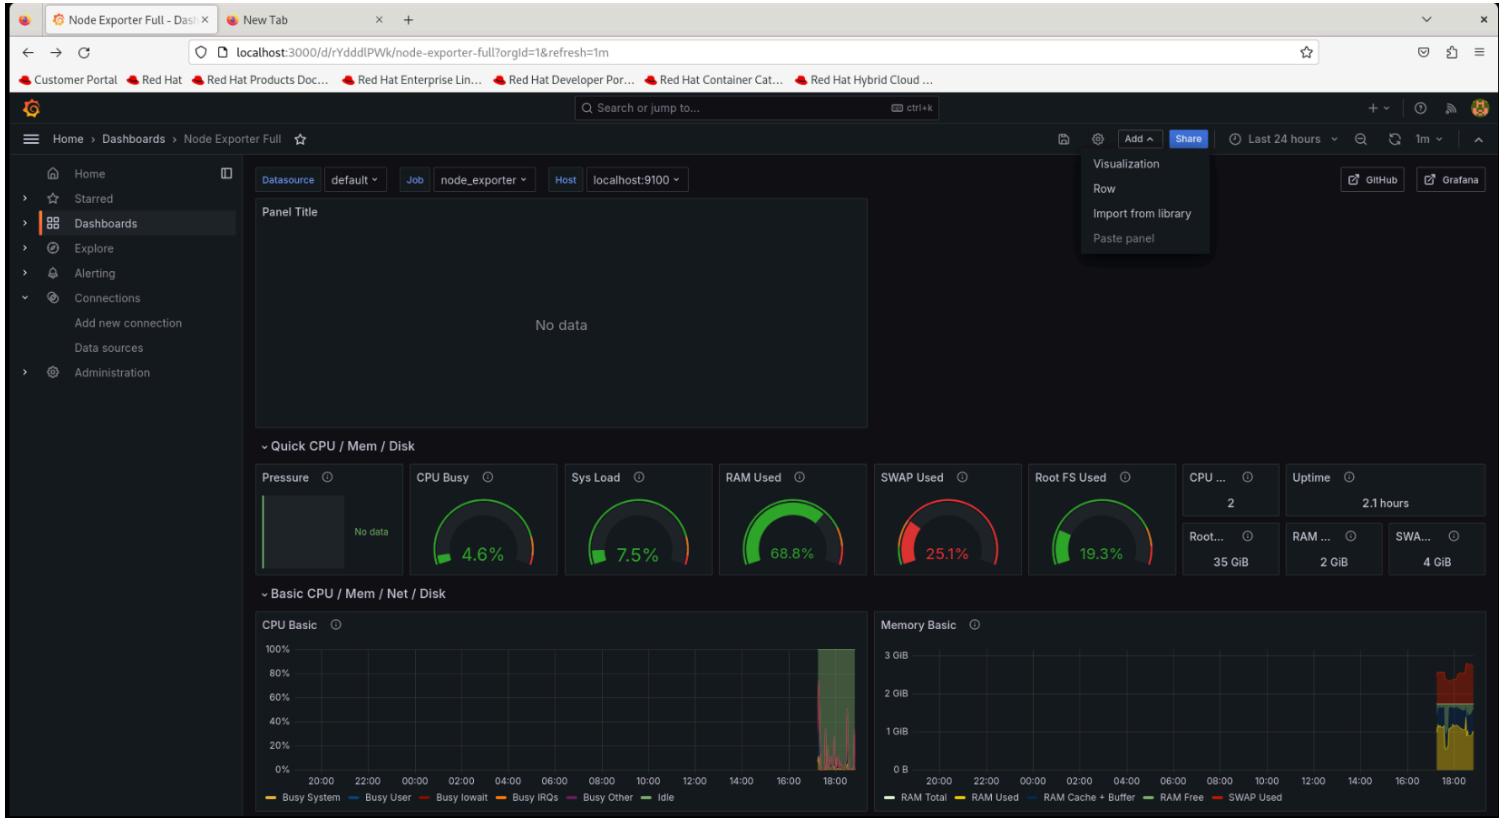 Node Exporter Full - Dash
New Tab
localhost:3000/d/rYdddlPWk/node-exporter-full?orgId=1&refresh=1m
Customer Portal Red Hat Red Hat Products Doc... Red Hat Enterprise Lin... Red Hat Developer Por... Red Hat Container Cat... Red Hat Hybrid Cloud ...
Search or jump to... ctrl+k
Home › Dashboards › Node Exporter Full
Add Share Last 24 hours 1m
Visualization
Row
Import from library
Paste panel
Home
Starred
Dashboards
Explore
Alerting
Connections
Add new connection
Data sources
Administration
Datasource default Job node_exporter Host localhost:9100 GitHub Grafana
Panel Title
No data
Quick CPU / Mem / Disk
Pressure
No data
CPU Busy
4.6%
Sys Load
7.5%
RAM Used
68.8%
SWAP Used
25.1%
Root FS Used
19.3%
CPU ...
2
Uptime
2.1 hours
Root...
35 GiB
RAM ...
2 GiB
SWA...
4 GiB
Basic CPU / Mem / Net / Disk
CPU Basic
100%
80%
60%
40%
20%
0%
20:00 22:00 00:00 02:00 04:00 06:00 08:00 10:00 12:00 14:00 16:00 18:00
Busy System Busy User Busy Iowait Busy IRQs Busy Other Idle
Memory Basic
3 GiB
2 GiB
1 GiB
0 B
20:00 22:00 00:00 02:00 04:00 06:00 08:00 10:00 12:00 14:00 16:00 18:00
RAM Total RAM Used RAM Cache + Buffer RAM Free SWAP Used